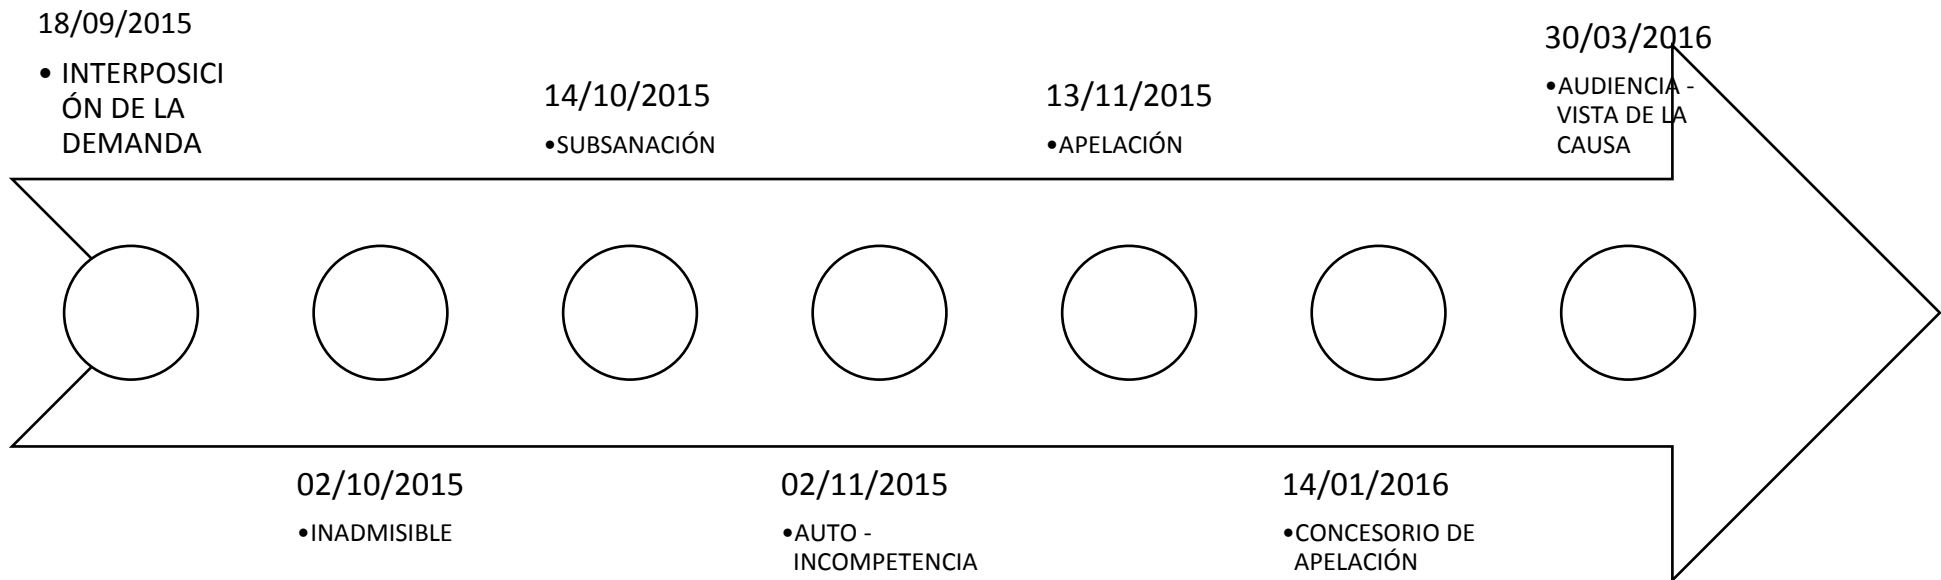 18/09/2015
• INTERPOSICI
ÓN DE LA
DEMANDA
02/10/2015
•INADMISIBLE
14/10/2015
•SUBSANACIÓN
02/11/2015
•AUTO -
INCOMPETENCIA
13/11/2015
•APELACIÓN
14/01/2016
•CONCESORIO DE
APELACIÓN
30/03/2016
•AUDIENCIA -
VISTA DE LA
CAUSA